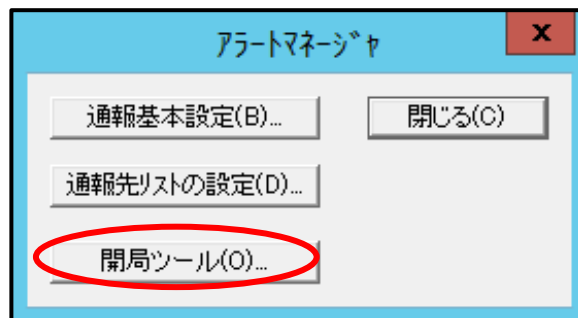 アラートマネージャ
x
通報基本設定(B)...
閉じる(C)
通報先リストの設定(D)...
開局ツール(O)...